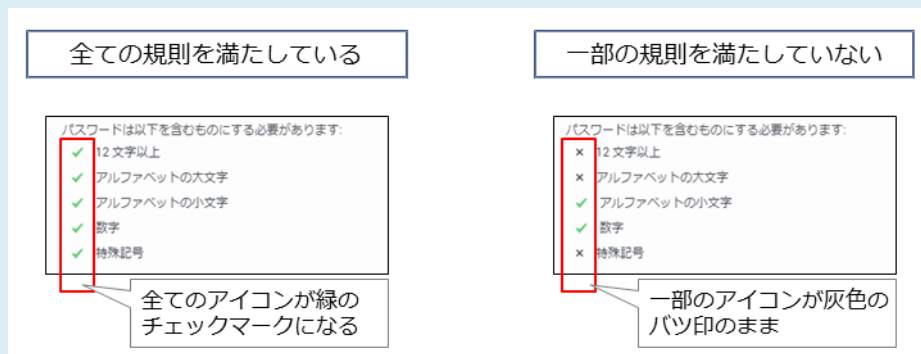 全ての規則を満たしている
パスワードは以下を含むものにする必要があります:
12 文字以上
アルファベットの大文字
アルファベットの小文字
数字
特殊記号
全てのアイコンが緑の
チェックマークになる
一部の規則を満たしていない
パスワードは以下を含むものにする必要があります:
12 文字以上
アルファベットの大文字
アルファベットの小文字
数字
特殊記号
一部のアイコンが灰色の
バツ印のまま